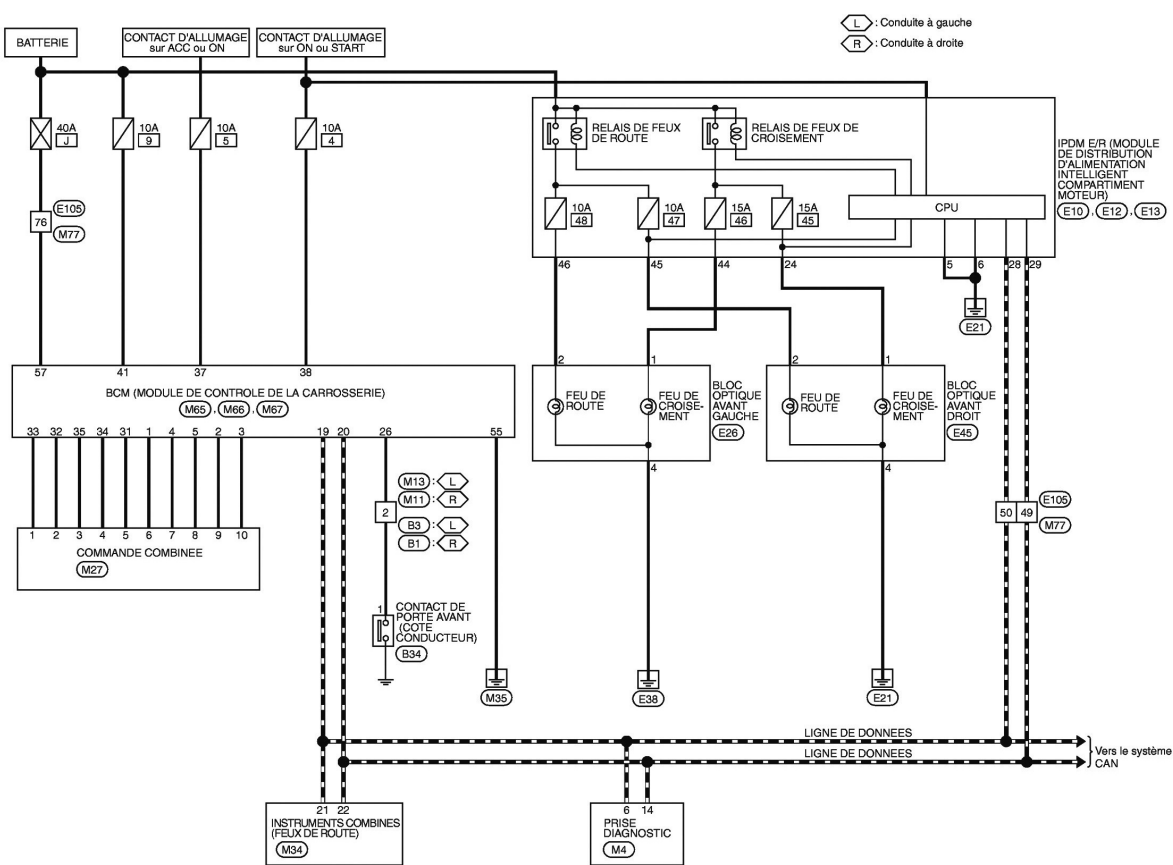 L : Conduite à gauche
R : Conduite à droite
BATTERIE
CONTACT D'ALLUMAGE
sur ACC ou ON
CONTACT D'ALLUMAGE
sur ON ou START
40A
J
10A
9
10A
5
10A
4
RELAIS DE FEUX
DE ROUTE
RELAIS DE FEUX DE
CROISEMENT
IPDM E/R (MODULE
DE DISTRIBUTION
D'ALIMENTATION
INTELLIGENT
COMPARTIMENT
MOTEUR)
E10 , E12 , E13
CPU
10A
48
10A
47
15A
46
15A
45
76
E105
M77
46 45 44 24 5 6 28 29
E21
57 41 37 38
BCM (MODULE DE CONTROLE DE LA CARROSSERIE)
M65 , M66 , M67
33 32 35 34 31 1 4 5 2 3 19 20 26 55
2 1 2 1
FEU DE
ROUTE
FEU DE
CROISE-
MENT
BLOC
OPTIQUE
AVANT
GAUCHE
E26
FEU DE
ROUTE
FEU DE
CROISE-
MENT
BLOC
OPTIQUE
AVANT
DROIT
E45
4 4
M13 : L
M11 : R
2
B3 : L
B1 : R
50 49
E105
M77
1 2 3 4 5 6 7 8 9 10
COMMANDE COMBINEE
M27
1
CONTACT DE
PORTE AVANT
(COTE
CONDUCTEUR)
B34
M35
E38
E21
LIGNE DE DONNEES
LIGNE DE DONNEES
Vers le système
CAN
21 22
INSTRUMENTS COMBINES
(FEUX DE ROUTE)
M34
6 14
PRISE
DIAGNOSTIC
M4